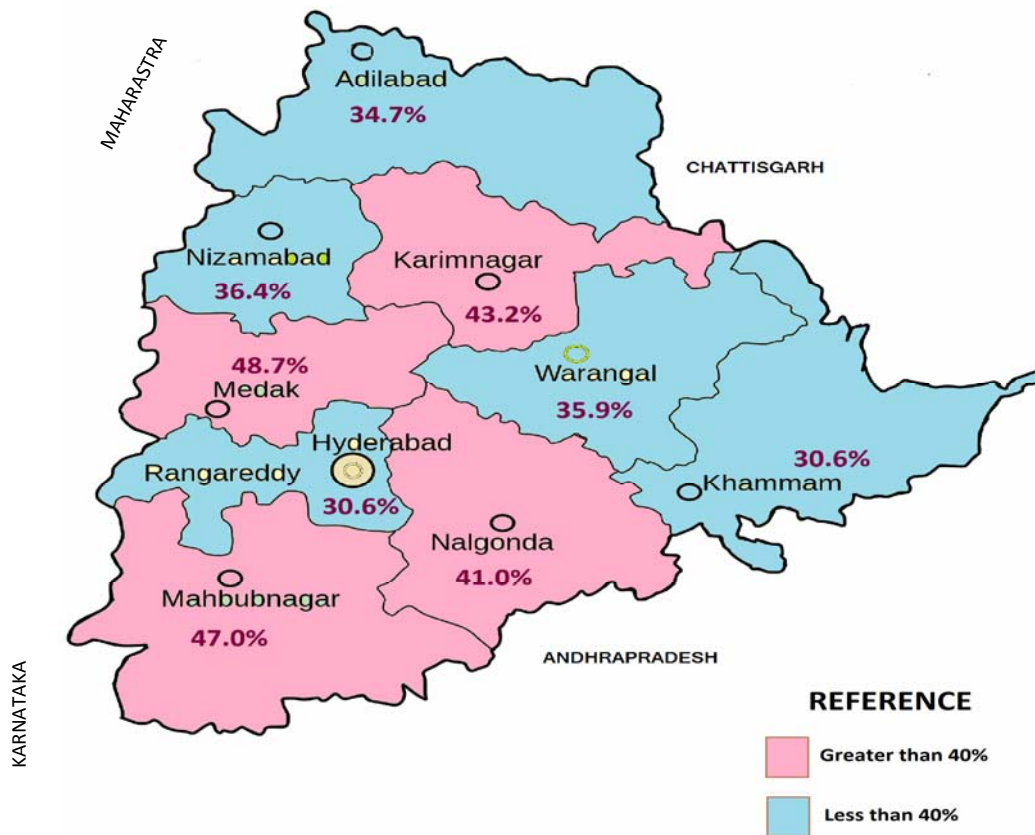 MAHARASTRA
Adilabad
34.7%
CHATTISGARH
Nizamabad
36.4%
Karimnagar
43.2%
48.7%
Medak
Warangal
35.9%
Hyderabad
Rangareddy
30.6%
30.6%
Khammam
Nalgonda
41.0%
Mahbubnagar
47.0%
ANDHRAPRADESH
KARNATAKA
REFERENCE
Greater than 40%
Less than 40%